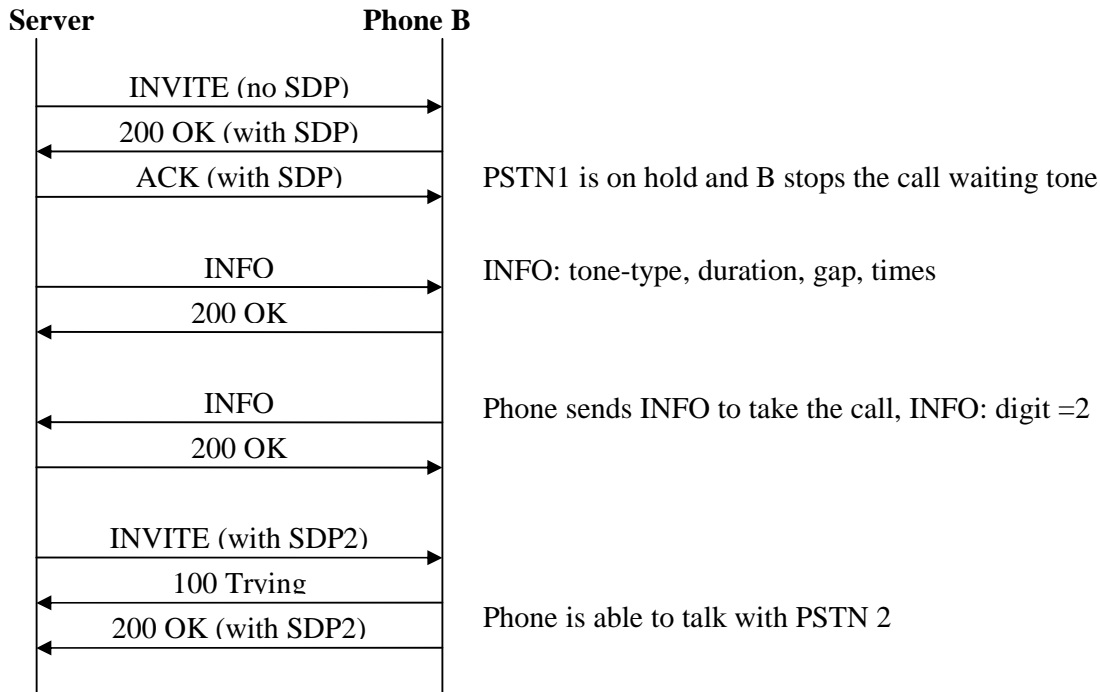 Server Phone B
INVITE (no SDP)
200 OK (with SDP)
ACK (with SDP) PSTN1 is on hold and B stops the call waiting tone
INFO INFO: tone-type, duration, gap, times
200 OK
INFO Phone sends INFO to take the call, INFO: digit =2
200 OK
INVITE (with SDP2)
100 Trying
200 OK (with SDP2) Phone is able to talk with PSTN 2